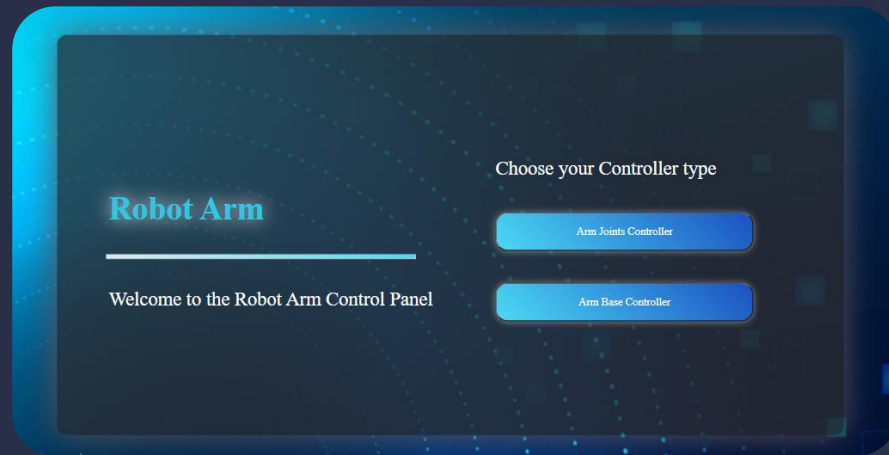 Robot Arm
Welcome to the Robot Arm Control Panel
Choose your Controller type
Arm Joints Controller
Arm Base Controller